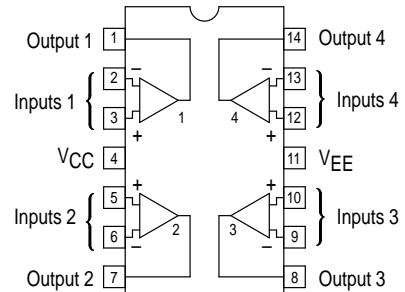 Output 1 1 14 Output 4
Inputs 1 2 − − 13 Inputs 4
3 1 4 12
+ +
VCC 4 11 VEE
+ +
Inputs 2 5 2 3 10 Inputs 3
6 − − 9
Output 2 7 8 Output 3